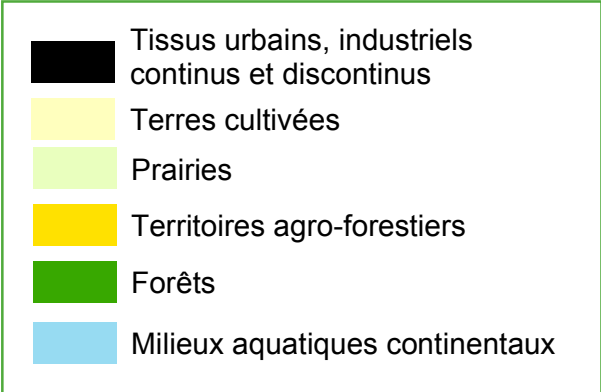 Tissus urbains, industriels
continus et discontinus
Terres cultivées
Prairies
Territoires agro-forestiers
Forêts
Milieux aquatiques continentaux